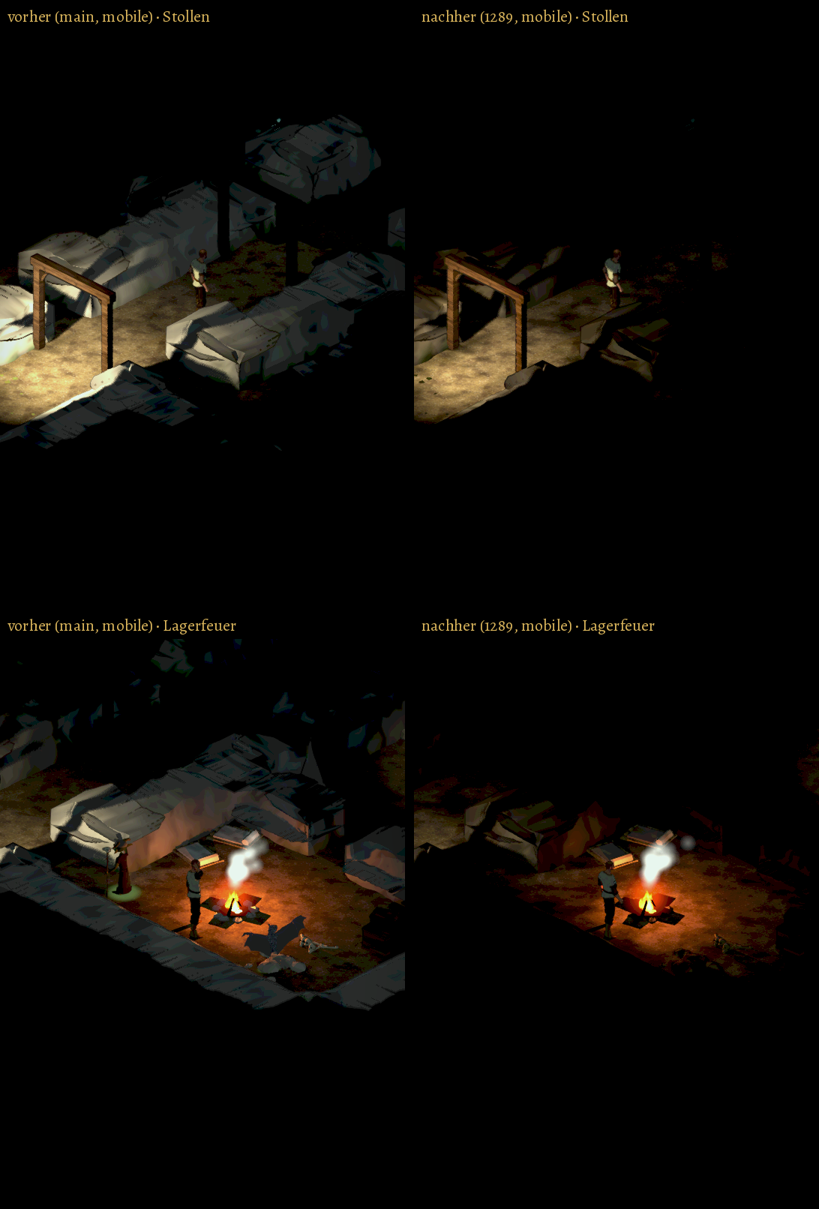 vorher (main, mobile) · Stollen
nachher (1289, mobile) · Stollen
vorher (main, mobile) · Lagerfeuer
nachher (1289, mobile) · Lagerfeuer